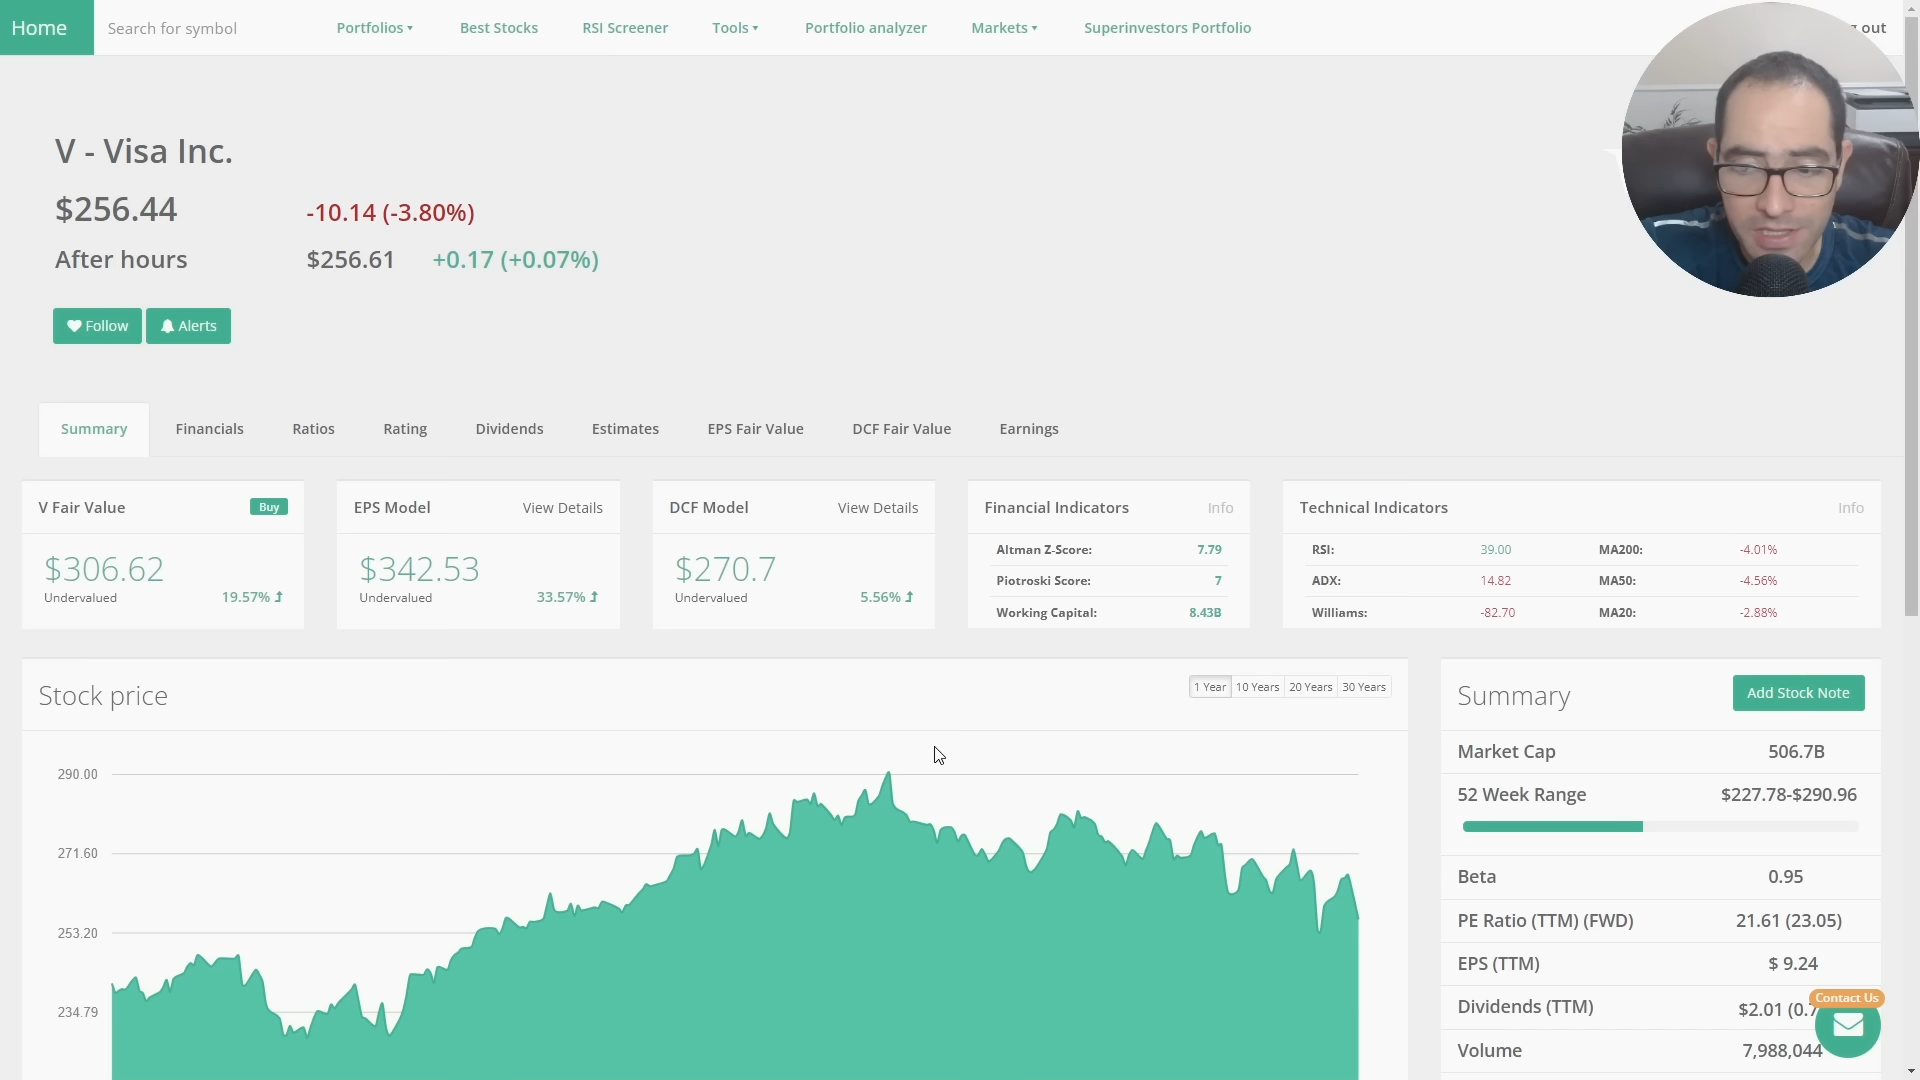 Home
Search for symbol
Portfolios
Best Stocks
RSI Screener
Tools
Portfolio analyzer
Markets
Superinvestors Portfolio
out
V - Visa Inc.
$256.44 -10.14 (-3.80%)
After hours $256.61 +0.17 (+0.07%)
Follow
Alerts
Summary
Financials
Ratios
Rating
Dividends
Estimates
EPS Fair Value
DCF Fair Value
Earnings
V Fair Value Buy
$306.62
Undervalued 19.57%
EPS Model View Details
$342.53
Undervalued 33.57%
DCF Model View Details
$270.7
Undervalued 5.56%
Financial Indicators Info
Altman Z-Score: 7.79
Piotroski Score: 7
Working Capital: 8.43B
Technical Indicators Info
RSI: 39.00 MA200: -4.01%
ADX: 14.82 MA50: -4.56%
Williams: -82.70 MA20: -2.88%
Stock price
1 Year 10 Years 20 Years 30 Years
290.00
271.60
253.20
234.79
Summary Add Stock Note
Market Cap 506.7B
52 Week Range $227.78-$290.96
Beta 0.95
PE Ratio (TTM) (FWD) 21.61 (23.05)
EPS (TTM) $ 9.24
Dividends (TTM) $2.01 (0.7
Contact Us
Volume 7,988,044